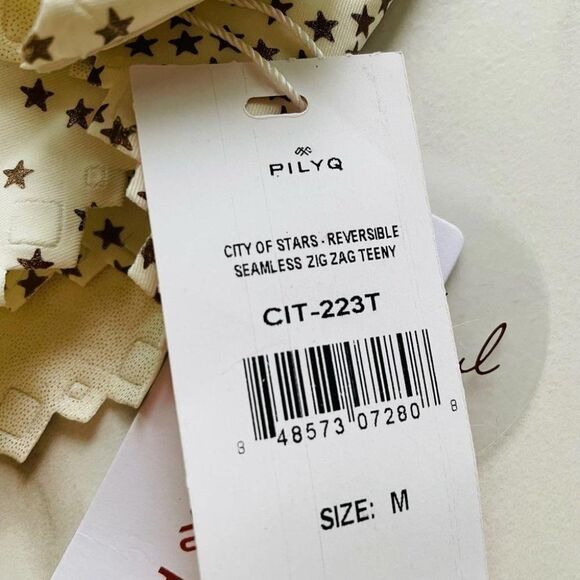 PILYQ
CITY OF STARS - REVERSIBLE
SEAMLESS ZIG ZAG TEENY
CIT-223T
8 48573 07280 8
SIZE: M